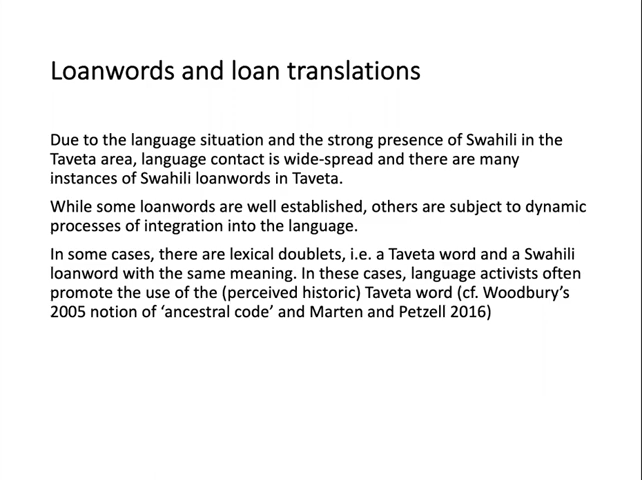 Loanwords and loan translations
Due to the language situation and the strong presence of Swahili in the
Taveta area, language contact is wide-spread and there are many
instances of Swahili loanwords in Taveta.
While some loanwords are well established, others are subject to dynamic
processes of integration into the language.
In some cases, there are lexical doublets, i.e. a Taveta word and a Swahili
loanword with the same meaning. In these cases, language activists often
promote the use of the (perceived historic) Taveta word (cf. Woodbury’s
2005 notion of ‘ancestral code’ and Marten and Petzell 2016)